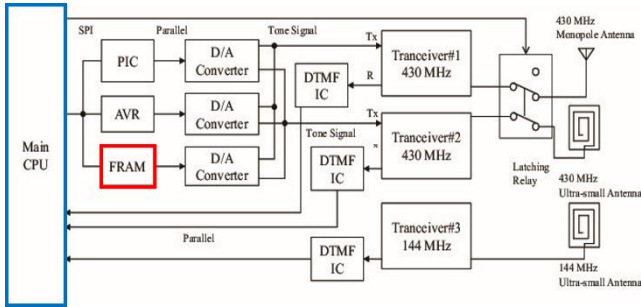 SPI
Parallel
Tone Signal
Tx
Tranceiver#1
430 MHz
430 MHz
Monopole Antenna
PIC
D/A
Converter
R
DTMF
IC
AVR
D/A
Converter
Tx
Tone Signal
Tranceiver#2
430 MHz
Main
CPU
FRAM
D/A
Converter
DTMF
IC
Latching
Relay
430 MHz
Ultra-small Antenna
Tranceiver#3
144 MHz
Parallel
DTMF
IC
144 MHz
Ultra-small Antenna